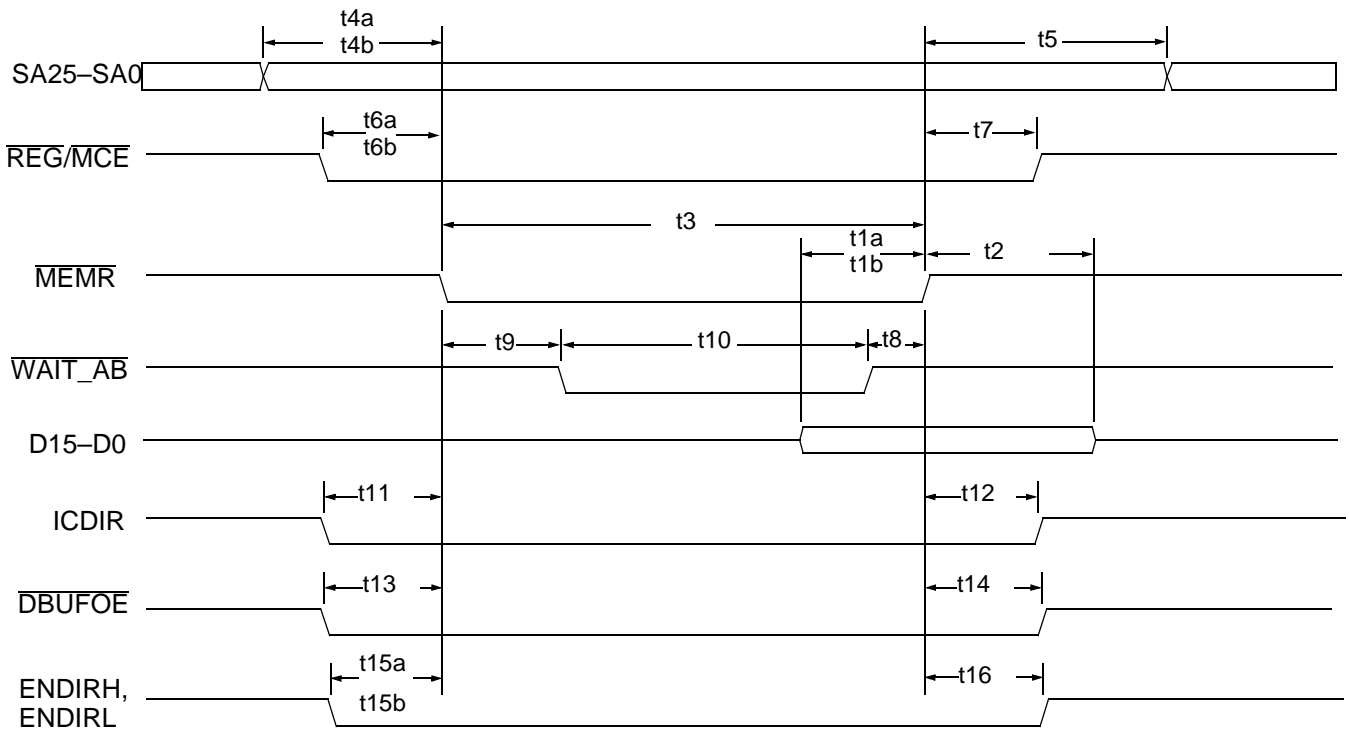 t4a
t4b
t5
SA25–SA0
t6a
t6b
t7
REG/MCE
t3
t1a
t1b
t2
MEMR
t9
t10
t8
WAIT_AB
D15–D0
t11
t12
ICDIR
t13
t14
DBUFOE
t15a
t15b
t16
ENDIRH,
ENDIRL